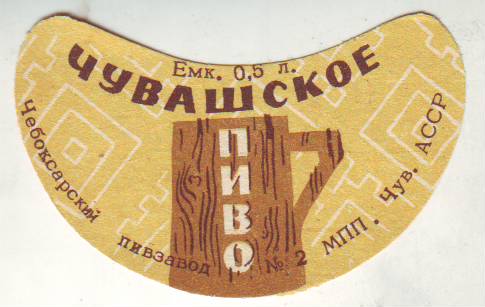 Емк. 0,5 л.
ЧУВАШСКОЕ
ПИВО
Чебоксарский пивзавод № 2 МПП. Чув. АССР